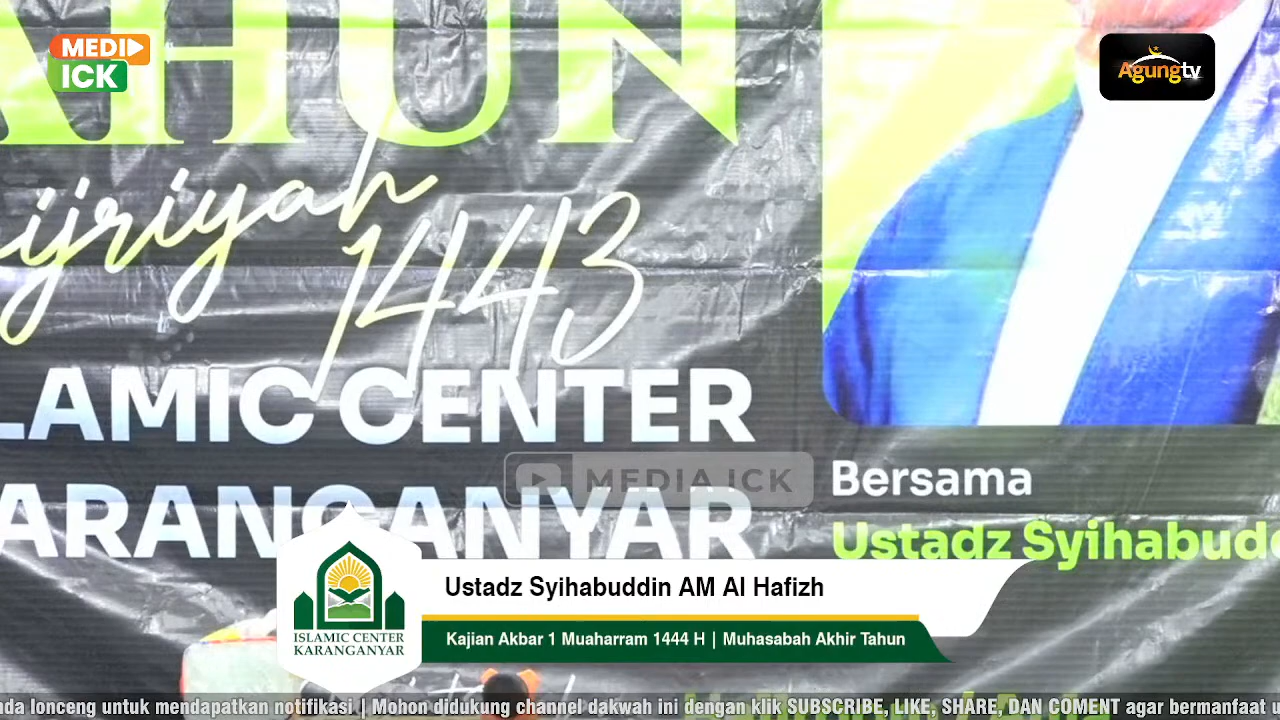 MEDI
ICK
Agungtv
AHUN
ijriyah
1443
LAMIC CENTER
ARANGANYAR
MEDIA ICK
Bersama
Ustadz Syihabudd
Ustadz Syihabuddin AM Al Hafizh
Kajian Akbar 1 Muaharram 1444 H | Muhasabah Akhir Tahun
ISLAMIC CENTER
KARANGANYAR
nda lonceng untuk mendapatkan notifikasi | Mohon didukung channel dakwah ini dengan klik SUBSCRIBE, LIKE, SHARE, DAN COMENT agar bermanfaat u